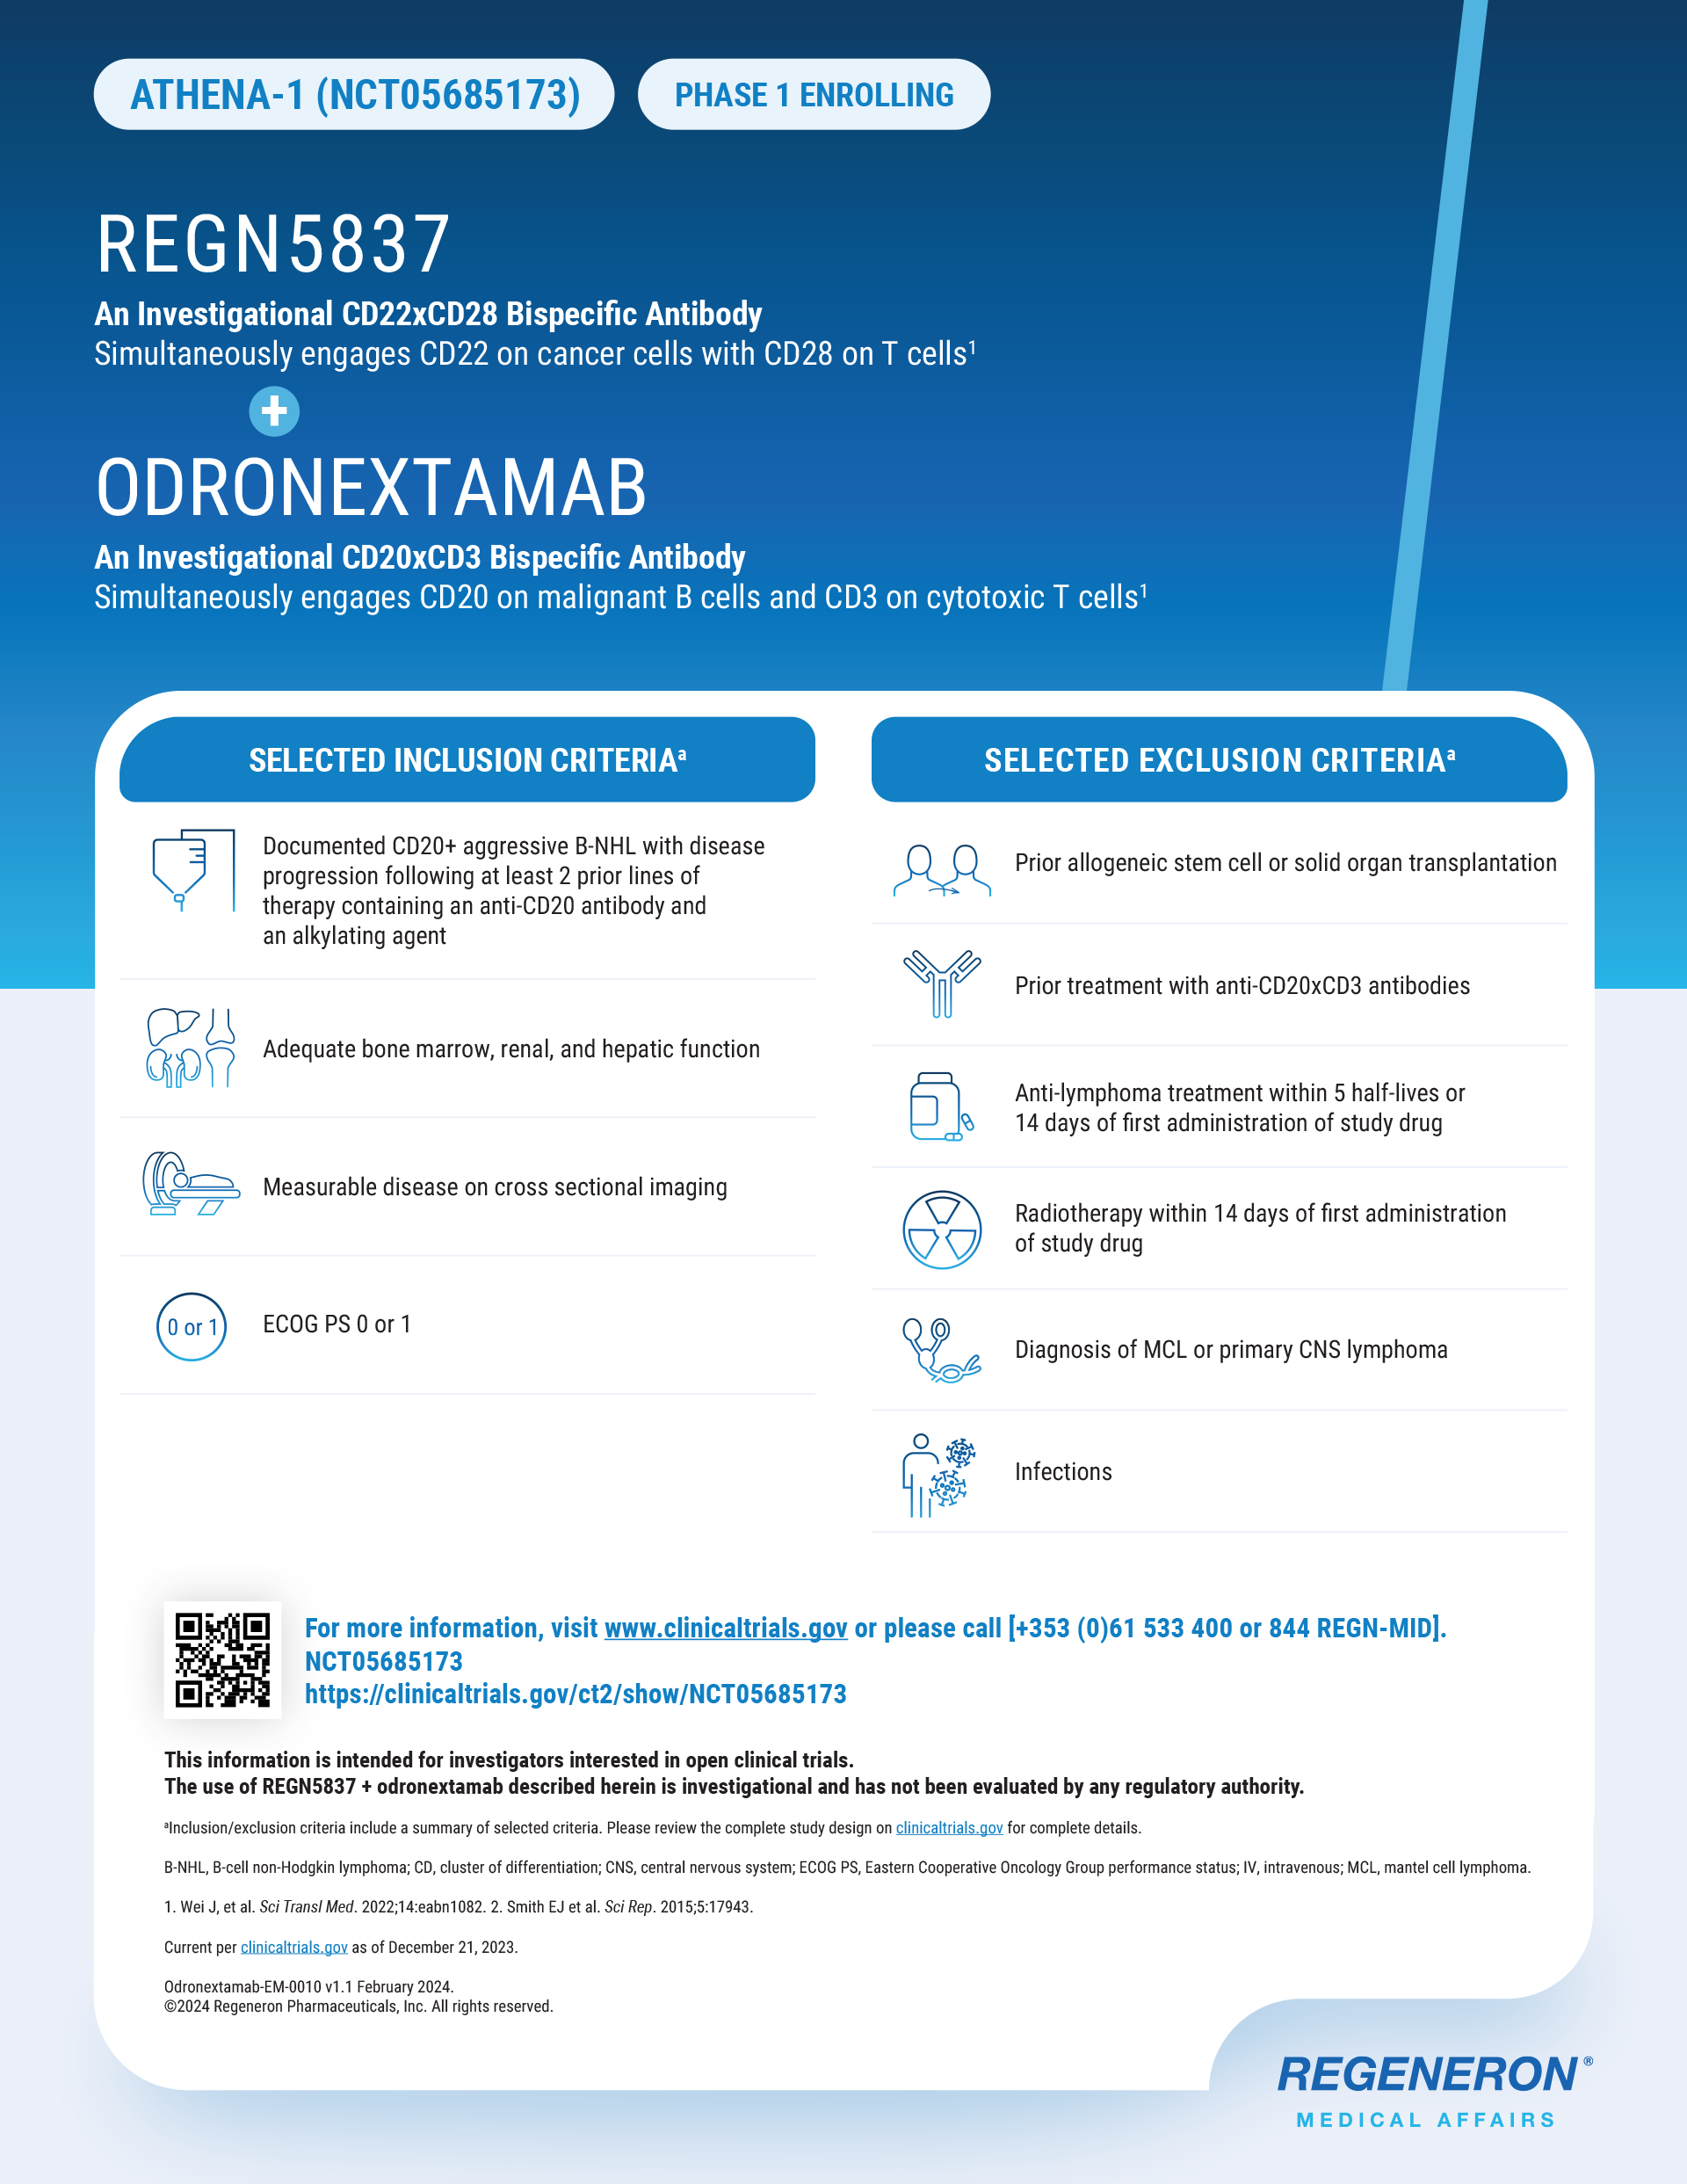 ATHENA-1 (NCT05685173)
PHASE 1 ENROLLING
REGN5837
An Investigational CD22xCD28 Bispecific Antibody
Simultaneously engages CD22 on cancer cells with CD28 on T cells¹
+
ODRONEXTAMAB
An Investigational CD20xCD3 Bispecific Antibody
Simultaneously engages CD20 on malignant B cells and CD3 on cytotoxic T cells¹
SELECTED INCLUSION CRITERIAᵃ
Documented CD20+ aggressive B-NHL with disease
progression following at least 2 prior lines of
therapy containing an anti-CD20 antibody and
an alkylating agent
Adequate bone marrow, renal, and hepatic function
Measurable disease on cross sectional imaging
0 or 1
ECOG PS 0 or 1
SELECTED EXCLUSION CRITERIAᵃ
Prior allogeneic stem cell or solid organ transplantation
Prior treatment with anti-CD20xCD3 antibodies
Anti-lymphoma treatment within 5 half-lives or
14 days of first administration of study drug
Radiotherapy within 14 days of first administration
of study drug
Diagnosis of MCL or primary CNS lymphoma
Infections
For more information, visit www.clinicaltrials.gov or please call [+353 (0)61 533 400 or 844 REGN-MID].
NCT05685173
https://clinicaltrials.gov/ct2/show/NCT05685173
This information is intended for investigators interested in open clinical trials.
The use of REGN5837 + odronextamab described herein is investigational and has not been evaluated by any regulatory authority.
ᵃInclusion/exclusion criteria include a summary of selected criteria. Please review the complete study design on clinicaltrials.gov for complete details.
B-NHL, B-cell non-Hodgkin lymphoma; CD, cluster of differentiation; CNS, central nervous system; ECOG PS, Eastern Cooperative Oncology Group performance status; IV, intravenous; MCL, mantel cell lymphoma.
1. Wei J, et al. Sci Transl Med. 2022;14:eabn1082. 2. Smith EJ et al. Sci Rep. 2015;5:17943.
Current per clinicaltrials.gov as of December 21, 2023.
Odronextamab-EM-0010 v1.1 February 2024.
©2024 Regeneron Pharmaceuticals, Inc. All rights reserved.
REGENERON®
MEDICAL AFFAIRS